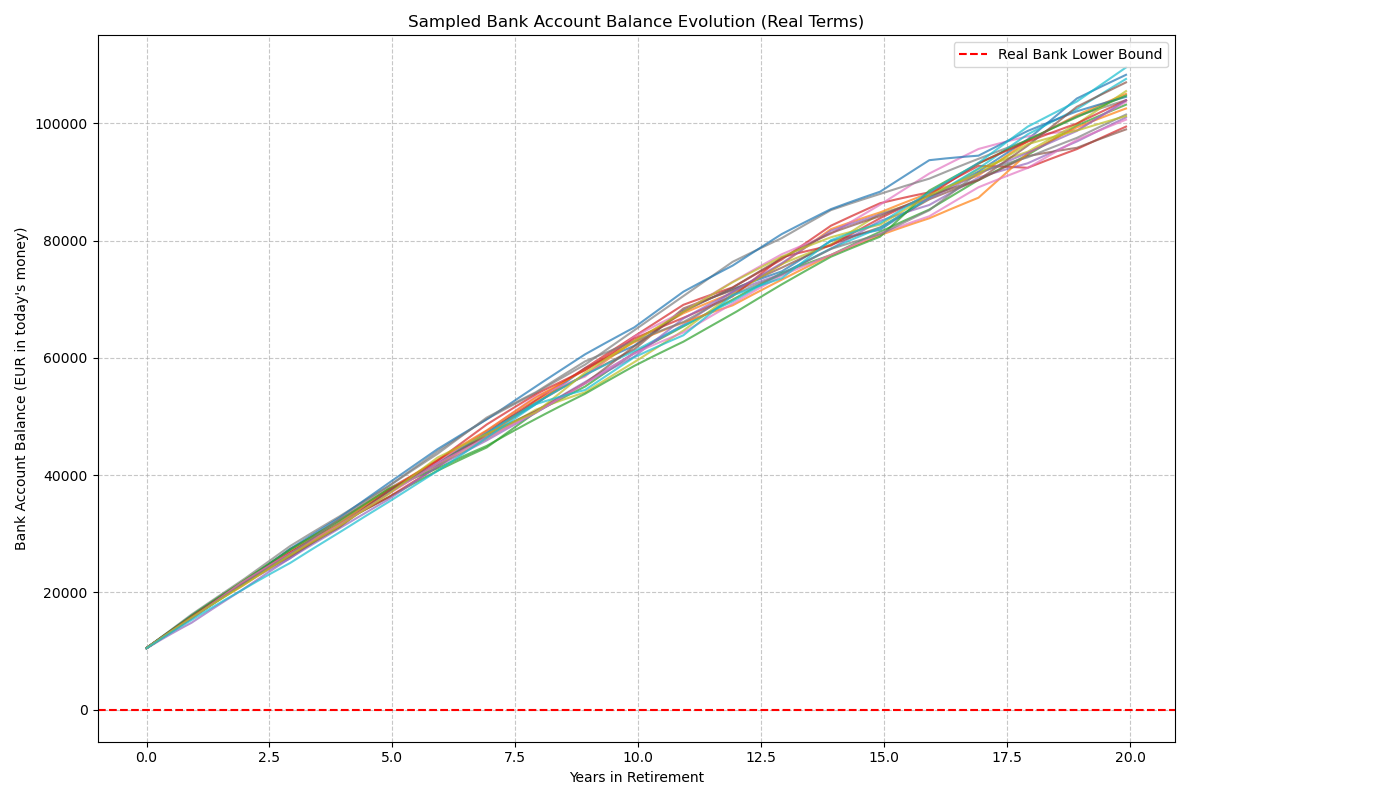 Sampled Bank Account Balance Evolution (Real Terms)
Real Bank Lower Bound
Bank Account Balance (EUR in today's money)
100000
80000
60000
40000
20000
0
0.0 2.5 5.0 7.5 10.0 12.5 15.0 17.5 20.0
Years in Retirement